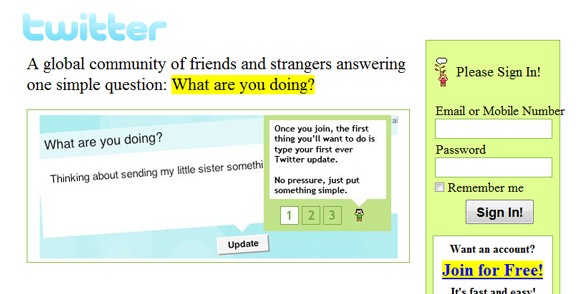 twitter
A global community of friends and strangers answering
one simple question: What are you doing?
What are you doing?
Thinking about sending my little sister somethi
Update
Once you join, the first
thing you'll want to do is
type your first ever
Twitter update.
No pressure, just put
something simple.
1 2 3
Please Sign In!
Email or Mobile Number
Password
Remember me
Sign In!
Want an account?
Join for Free!
It's fast and easy!